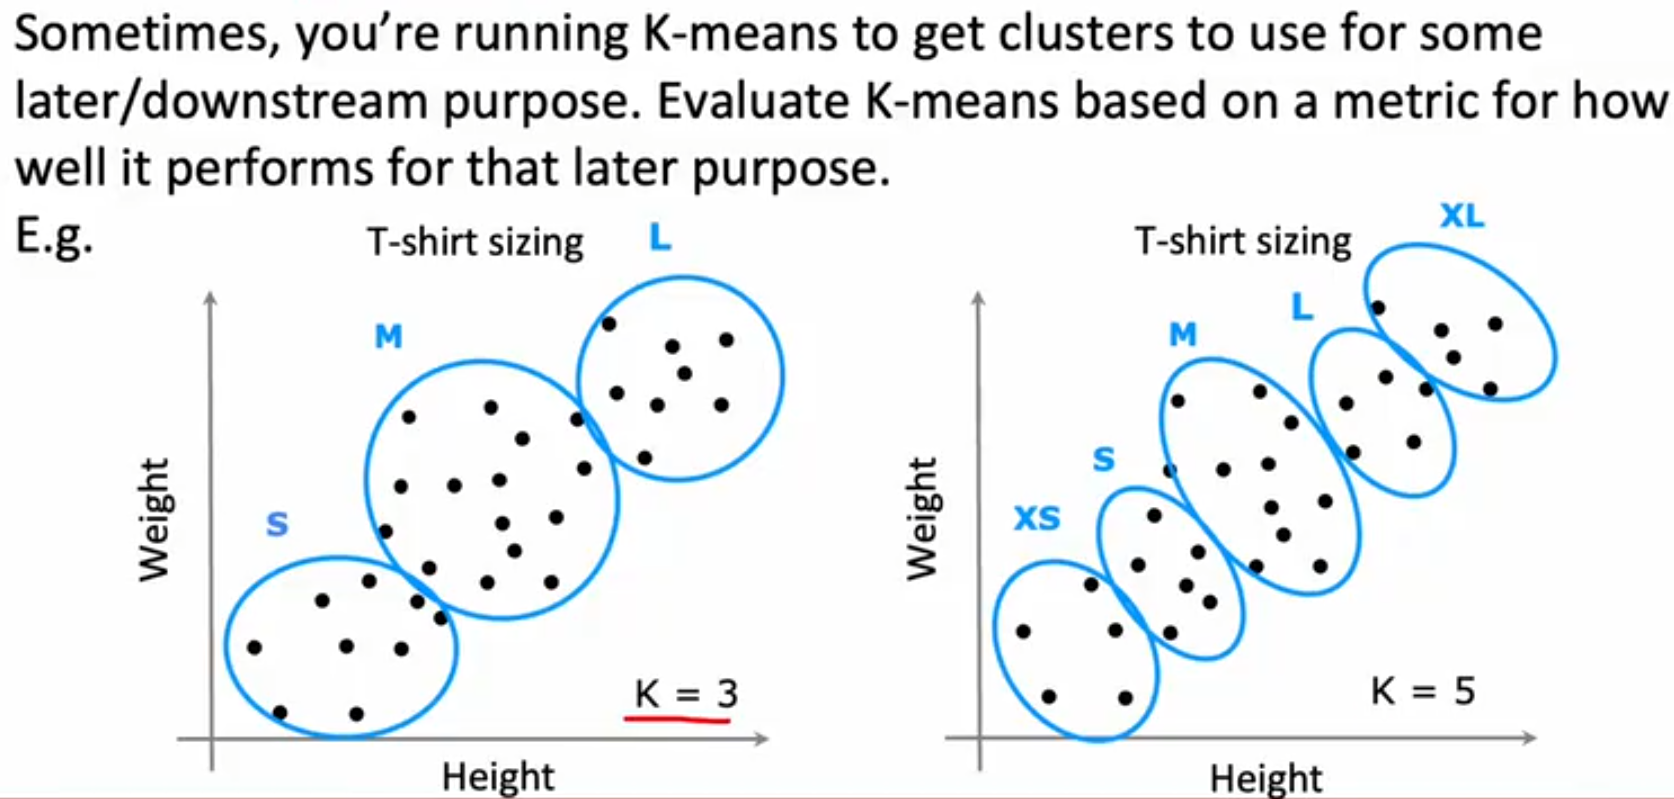 Sometimes, you’re running K-means to get clusters to use for some
later/downstream purpose. Evaluate K-means based on a metric for how
well it performs for that later purpose.
E.g.
T-shirt sizing
L
M
S
Weight
K = 3
Height
T-shirt sizing
XL
L
M
S
XS
Weight
K = 5
Height